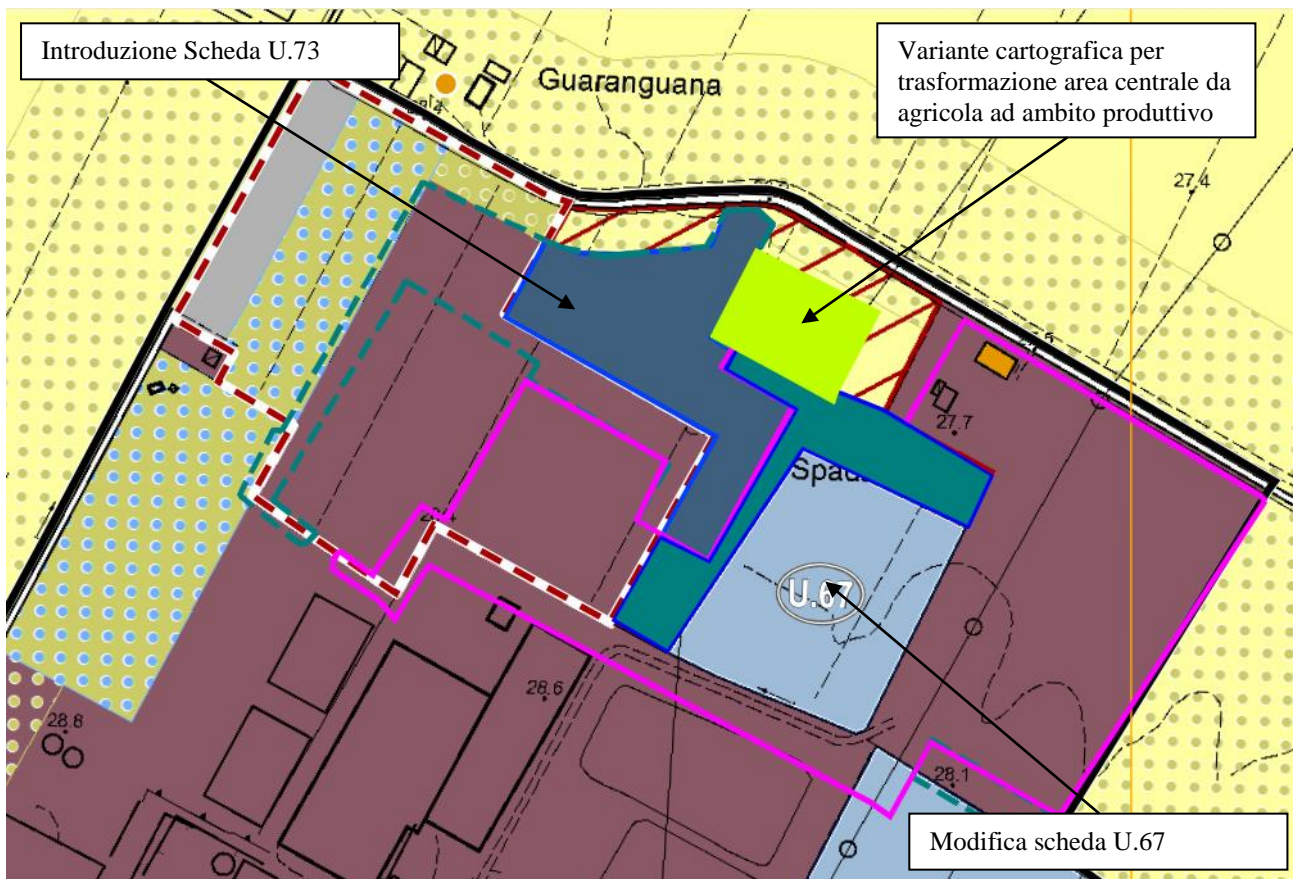 Introduzione Scheda U.73
Variante cartografica per
trasformazione area centrale da
agricola ad ambito produttivo
Guaranguana
27.4
27.7
U.67
28.6
28.8
28.1
Modifica scheda U.67